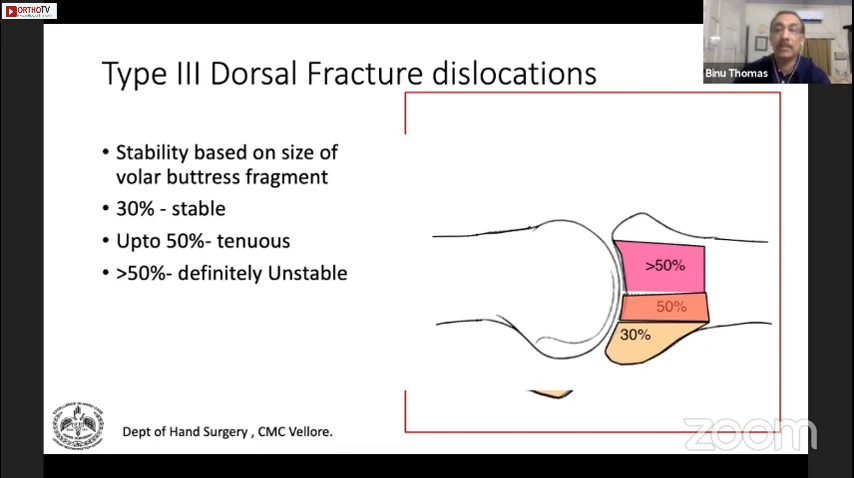 ORTHOTV
Type III Dorsal Fracture dislocations
Binu Thomas
• Stability based on size of
volar buttress fragment
• 30% - stable
• Upto 50%- tenuous
• >50%- definitely Unstable
>50%
50%
30%
Dept of Hand Surgery , CMC Vellore.
zoom